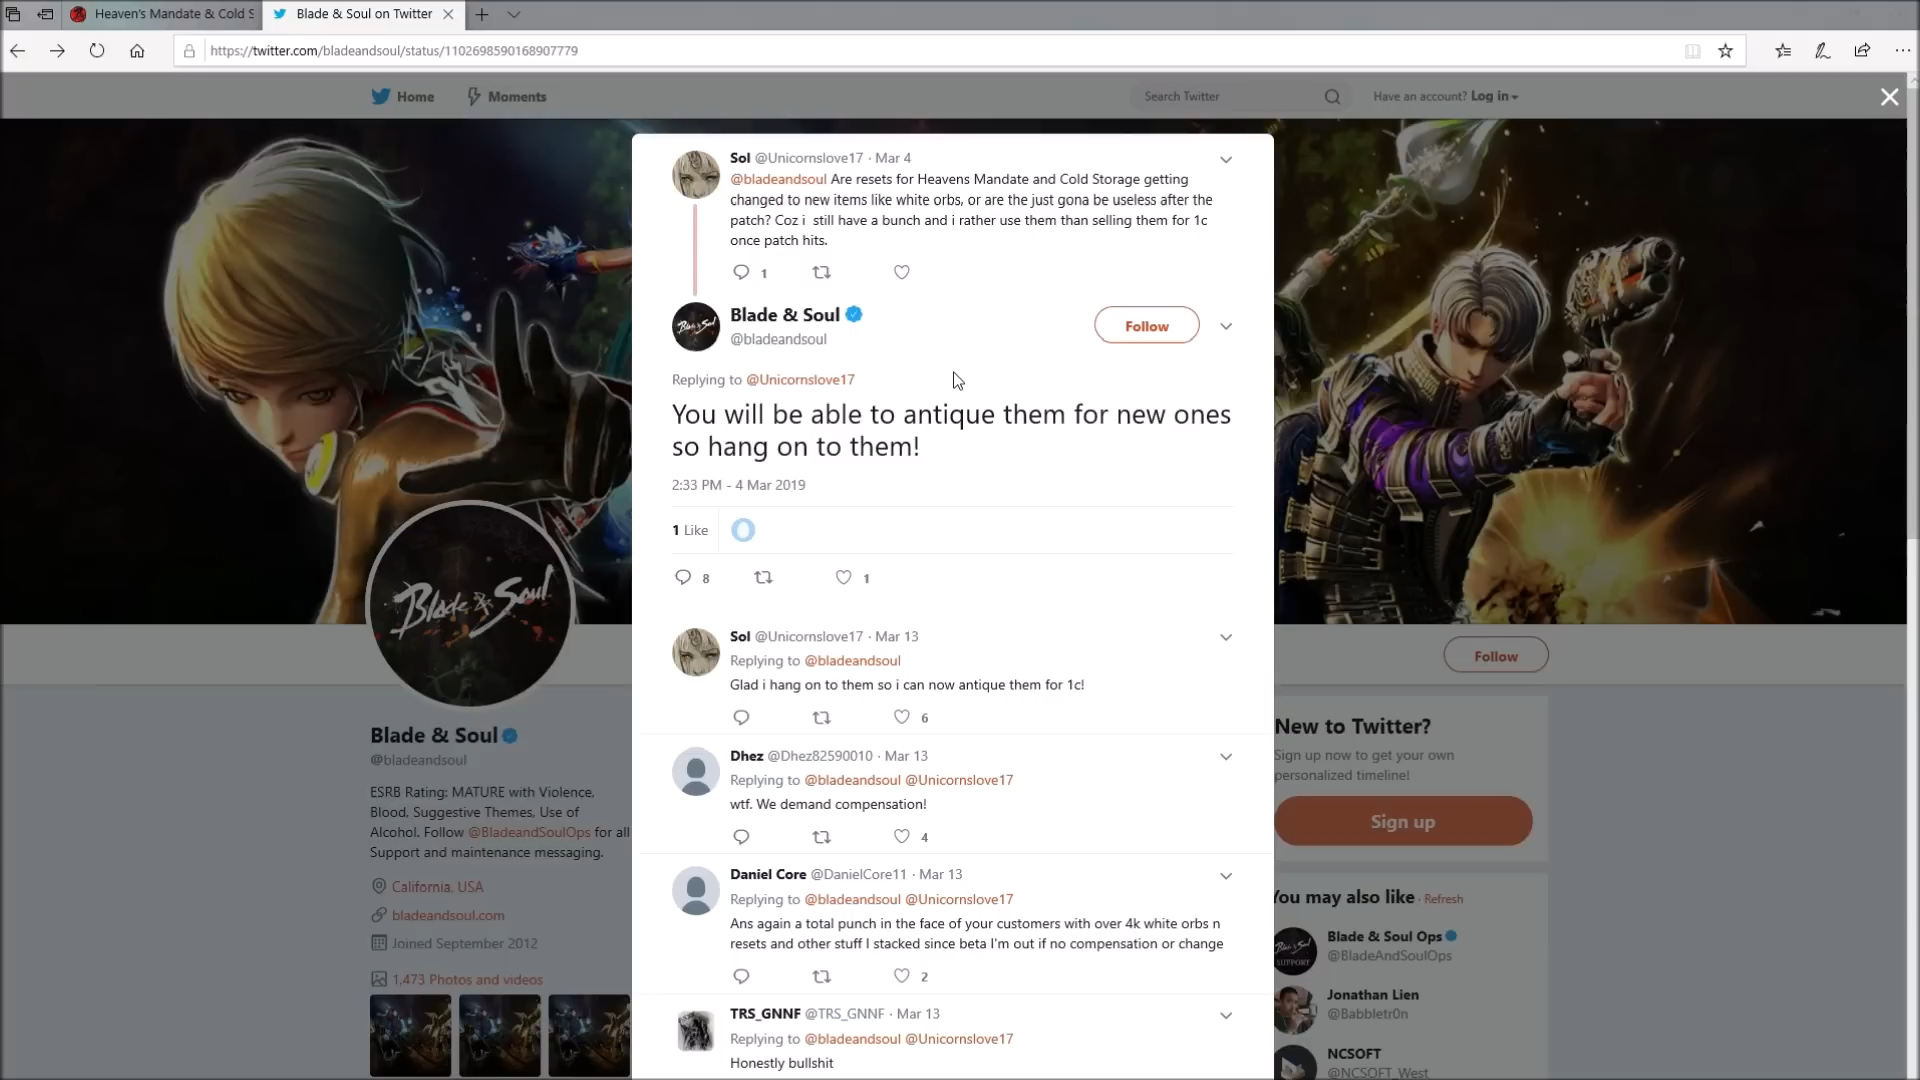 Heaven's Mandate & Cold S
Blade & Soul on Twitter
https://twitter.com/bladeandsoul/status/1102698590168907779
Home
Moments
Search Twitter
Have an account? Log in
Sol @Unicornslove17 · Mar 4
@bladeandsoul Are resets for Heavens Mandate and Cold Storage getting
changed to new items like white orbs, or are the just gona be useless after the
patch? Coz i still have a bunch and i rather use them than selling them for 1c
once patch hits.
1
Blade & Soul
@bladeandsoul
Follow
Replying to @Unicornslove17
You will be able to antique them for new ones
so hang on to them!
2:33 PM - 4 Mar 2019
1 Like
8
1
Sol @Unicornslove17 · Mar 13
Replying to @bladeandsoul
Glad i hang on to them so i can now antique them for 1c!
6
Dhez @Dhez82590010 · Mar 13
Replying to @bladeandsoul @Unicornslove17
wtf. We demand compensation!
4
Daniel Core @DanielCore11 · Mar 13
Replying to @bladeandsoul @Unicornslove17
Ans again a total punch in the face of your customers with over 4k white orbs n
resets and other stuff I stacked since beta I'm out if no compensation or change
2
TRS_GNNF @TRS_GNNF · Mar 13
Replying to @bladeandsoul @Unicornslove17
Honestly bullshit
Blade & Soul
Blade & Soul
@bladeandsoul
ESRB Rating: MATURE with Violence,
Blood, Suggestive Themes, Use of
Alcohol. Follow @BladeandSoulOps for all
Support and maintenance messaging.
California, USA
bladeandsoul.com
Joined September 2012
1,473 Photos and videos
Follow
New to Twitter?
Sign up now to get your own
personalized timeline!
Sign up
You may also like · Refresh
Blade & Soul Ops
@BladeAndSoulOps
SUPPORT
Jonathan Lien
@Babbletr0n
NCSOFT
@NCSOFT_West